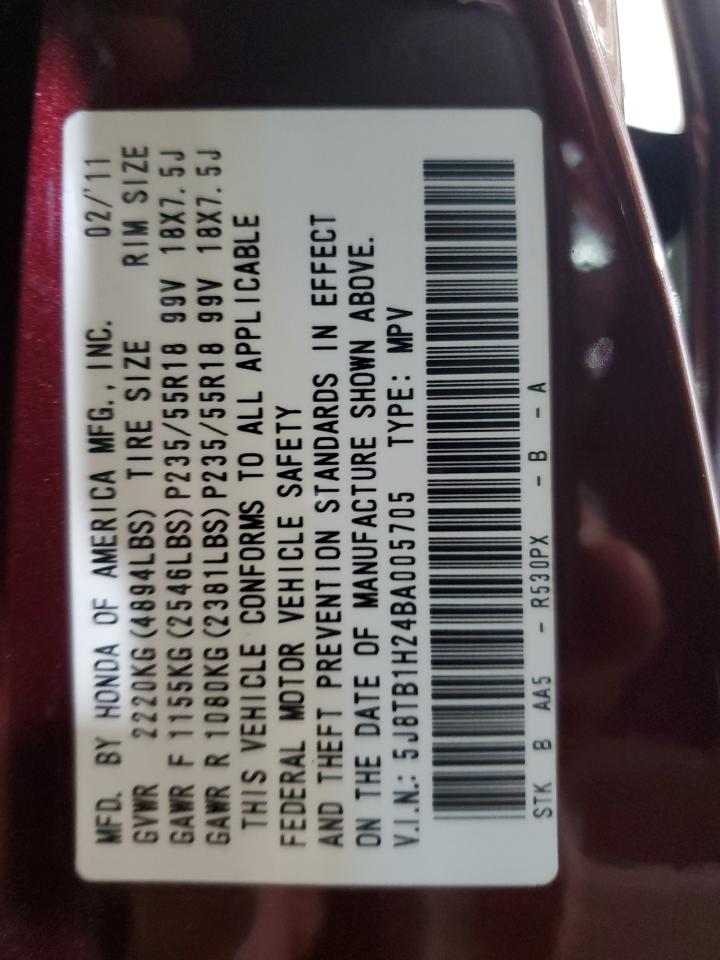 MFD. BY HONDA OF AMERICA MFG., INC. 02/'11
GVWR 2220KG(4894LBS) TIRE SIZE RIM SIZE
GAWR F 1155KG(2546LBS)P235/55R18 99V 18X7.5J
GAWR R 1080KG(2381LBS)P235/55R18 99V 18X7.5J
THIS VEHICLE CONFORMS TO ALL APPLICABLE
FEDERAL MOTOR VEHICLE SAFETY
AND THEFT PREVENTION STANDARDS IN EFFECT
ON THE DATE OF MANUFACTURE SHOWN ABOVE.
V.I.N.: 5J8TB1H24BA005705 TYPE: MPV
STK B AA5 - R530PX - B - A